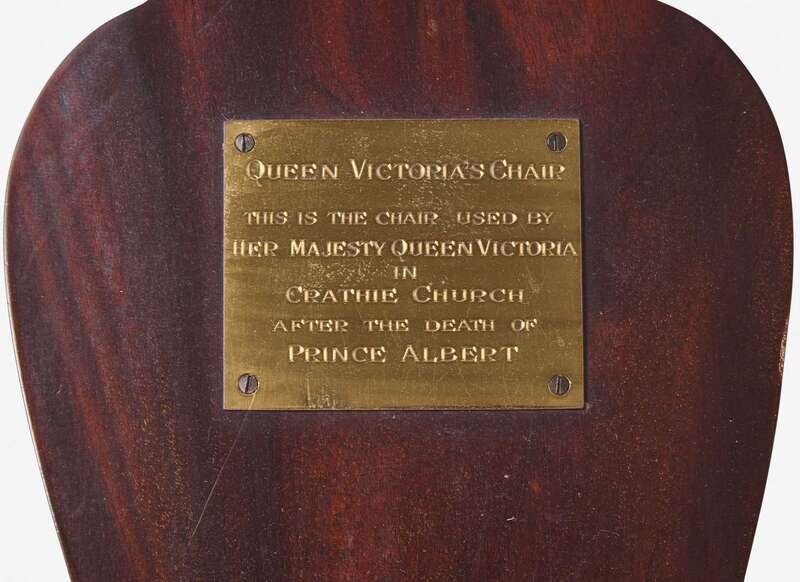 QUEEN VICTORIA'S CHAIR
THIS IS THE CHAIR USED BY
HER MAJESTY QUEEN VICTORIA
IN
CRATHIE CHURCH
AFTER THE DEATH OF
PRINCE ALBERT